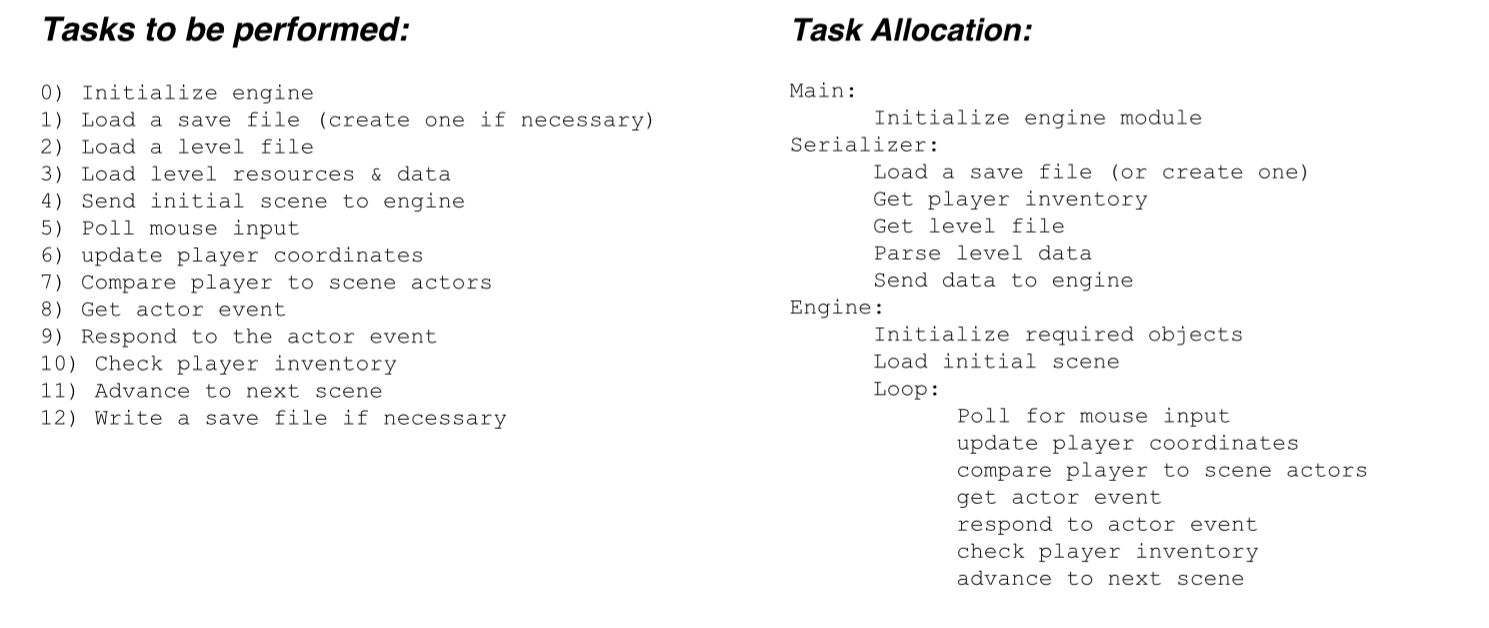 Tasks to be performed:
0) Initialize engine
1) Load a save file (create one if necessary)
2) Load a level file
3) Load level resources & data
4) Send initial scene to engine
5) Poll mouse input
6) update player coordinates
7) Compare player to scene actors
8) Get actor event
9) Respond to the actor event
10) Check player inventory
11) Advance to next scene
12) Write a save file if necessary
Task Allocation:
Main:
Initialize engine module
Serializer:
Load a save file (or create one)
Get player inventory
Get level file
Parse level data
Send data to engine
Engine:
Initialize required objects
Load initial scene
Loop:
Poll for mouse input
update player coordinates
compare player to scene actors
get actor event
respond to actor event
check player inventory
advance to next scene